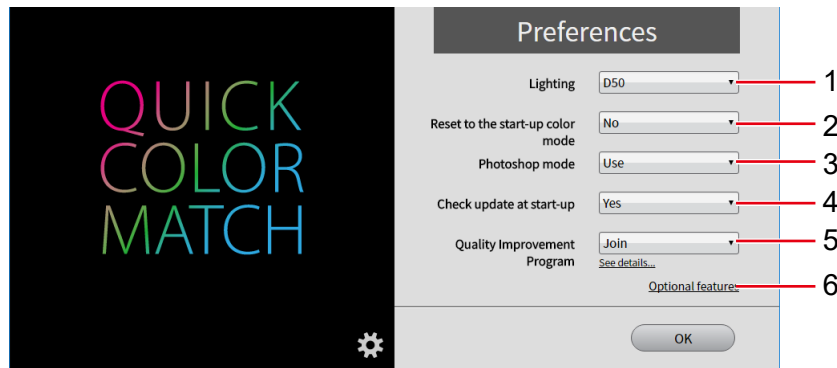 QUICK
COLOR
MATCH
Preferences
Lighting D50 1
Reset to the start-up color
mode No 2
Photoshop mode Use 3
Check update at start-up Yes 4
Quality Improvement
Program Join 5
See details...
Optional features 6
OK